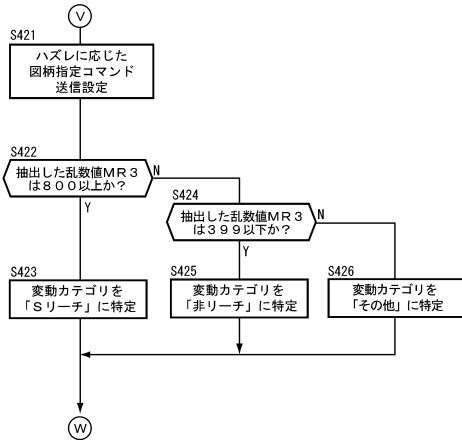 V
S421
ハズレに応じた
図柄指定コマンド
送信設定
S422
抽出した乱数値MR3
は800以上か?
N
Y
S424
抽出した乱数値MR3
は399以下か?
N
Y
S423
変動カテゴリを
「Sリーチ」に特定
S425
変動カテゴリを
「非リーチ」に特定
S426
変動カテゴリを
「その他」に特定
W